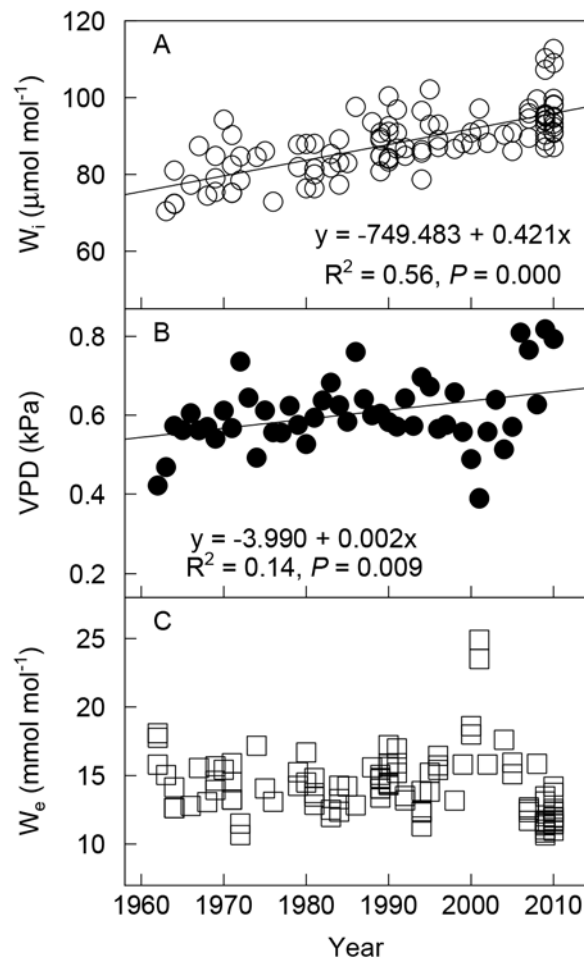 120
A
100
80
60
Wi (μmol mol-1)
y = -749.483 + 0.421x
R2 = 0.56, P = 0.000
0.8
B
0.6
0.4
0.2
VPD (kPa)
y = -3.990 + 0.002x
R2 = 0.14, P = 0.009
C
25
20
15
10
We (mmol mol-1)
1960 1970 1980 1990 2000 2010
Year